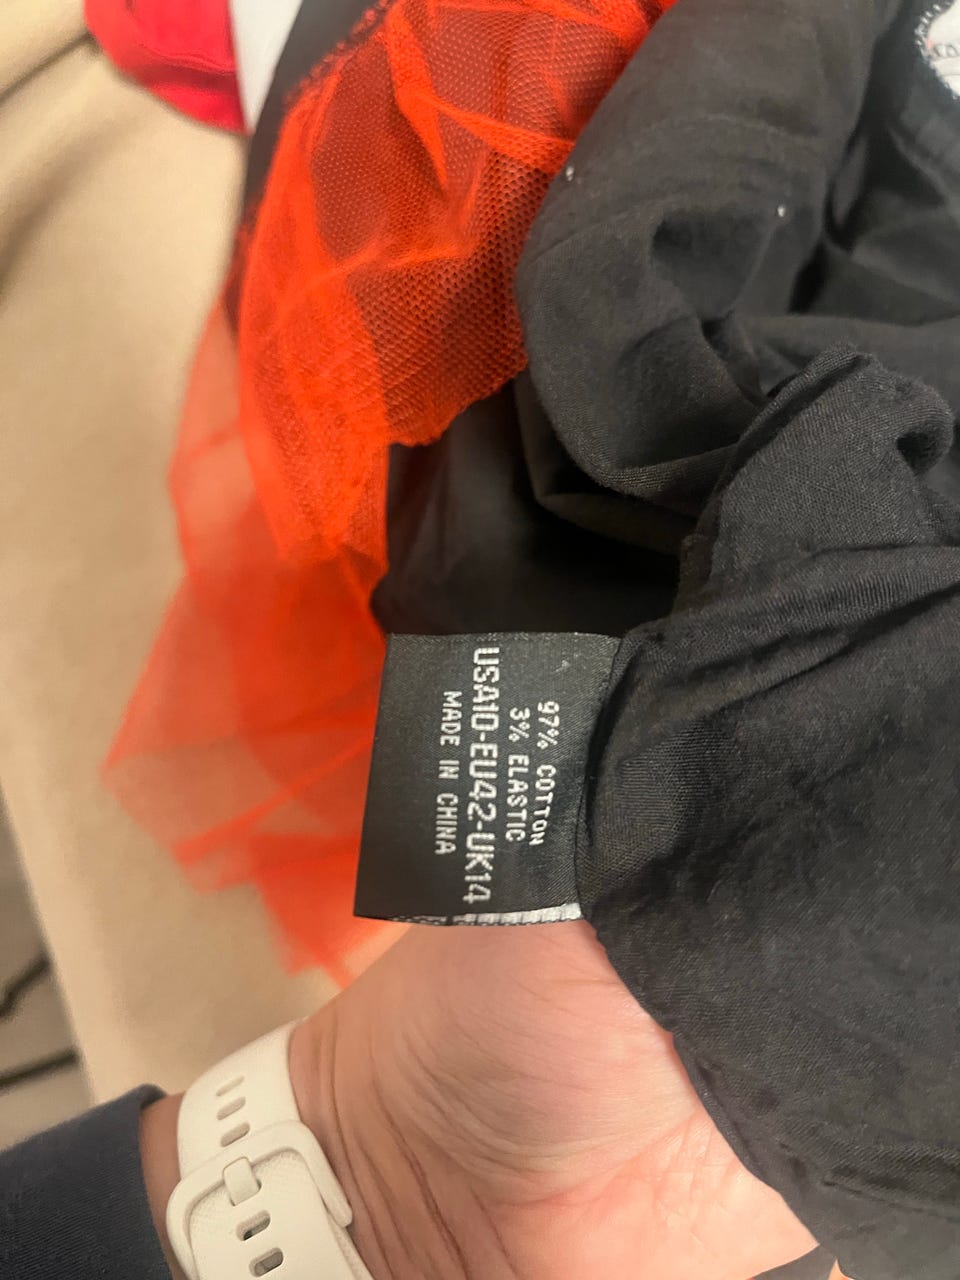 97% COTTON
3% ELASTIC
USA10-EU42-UK14
MADE IN CHINA